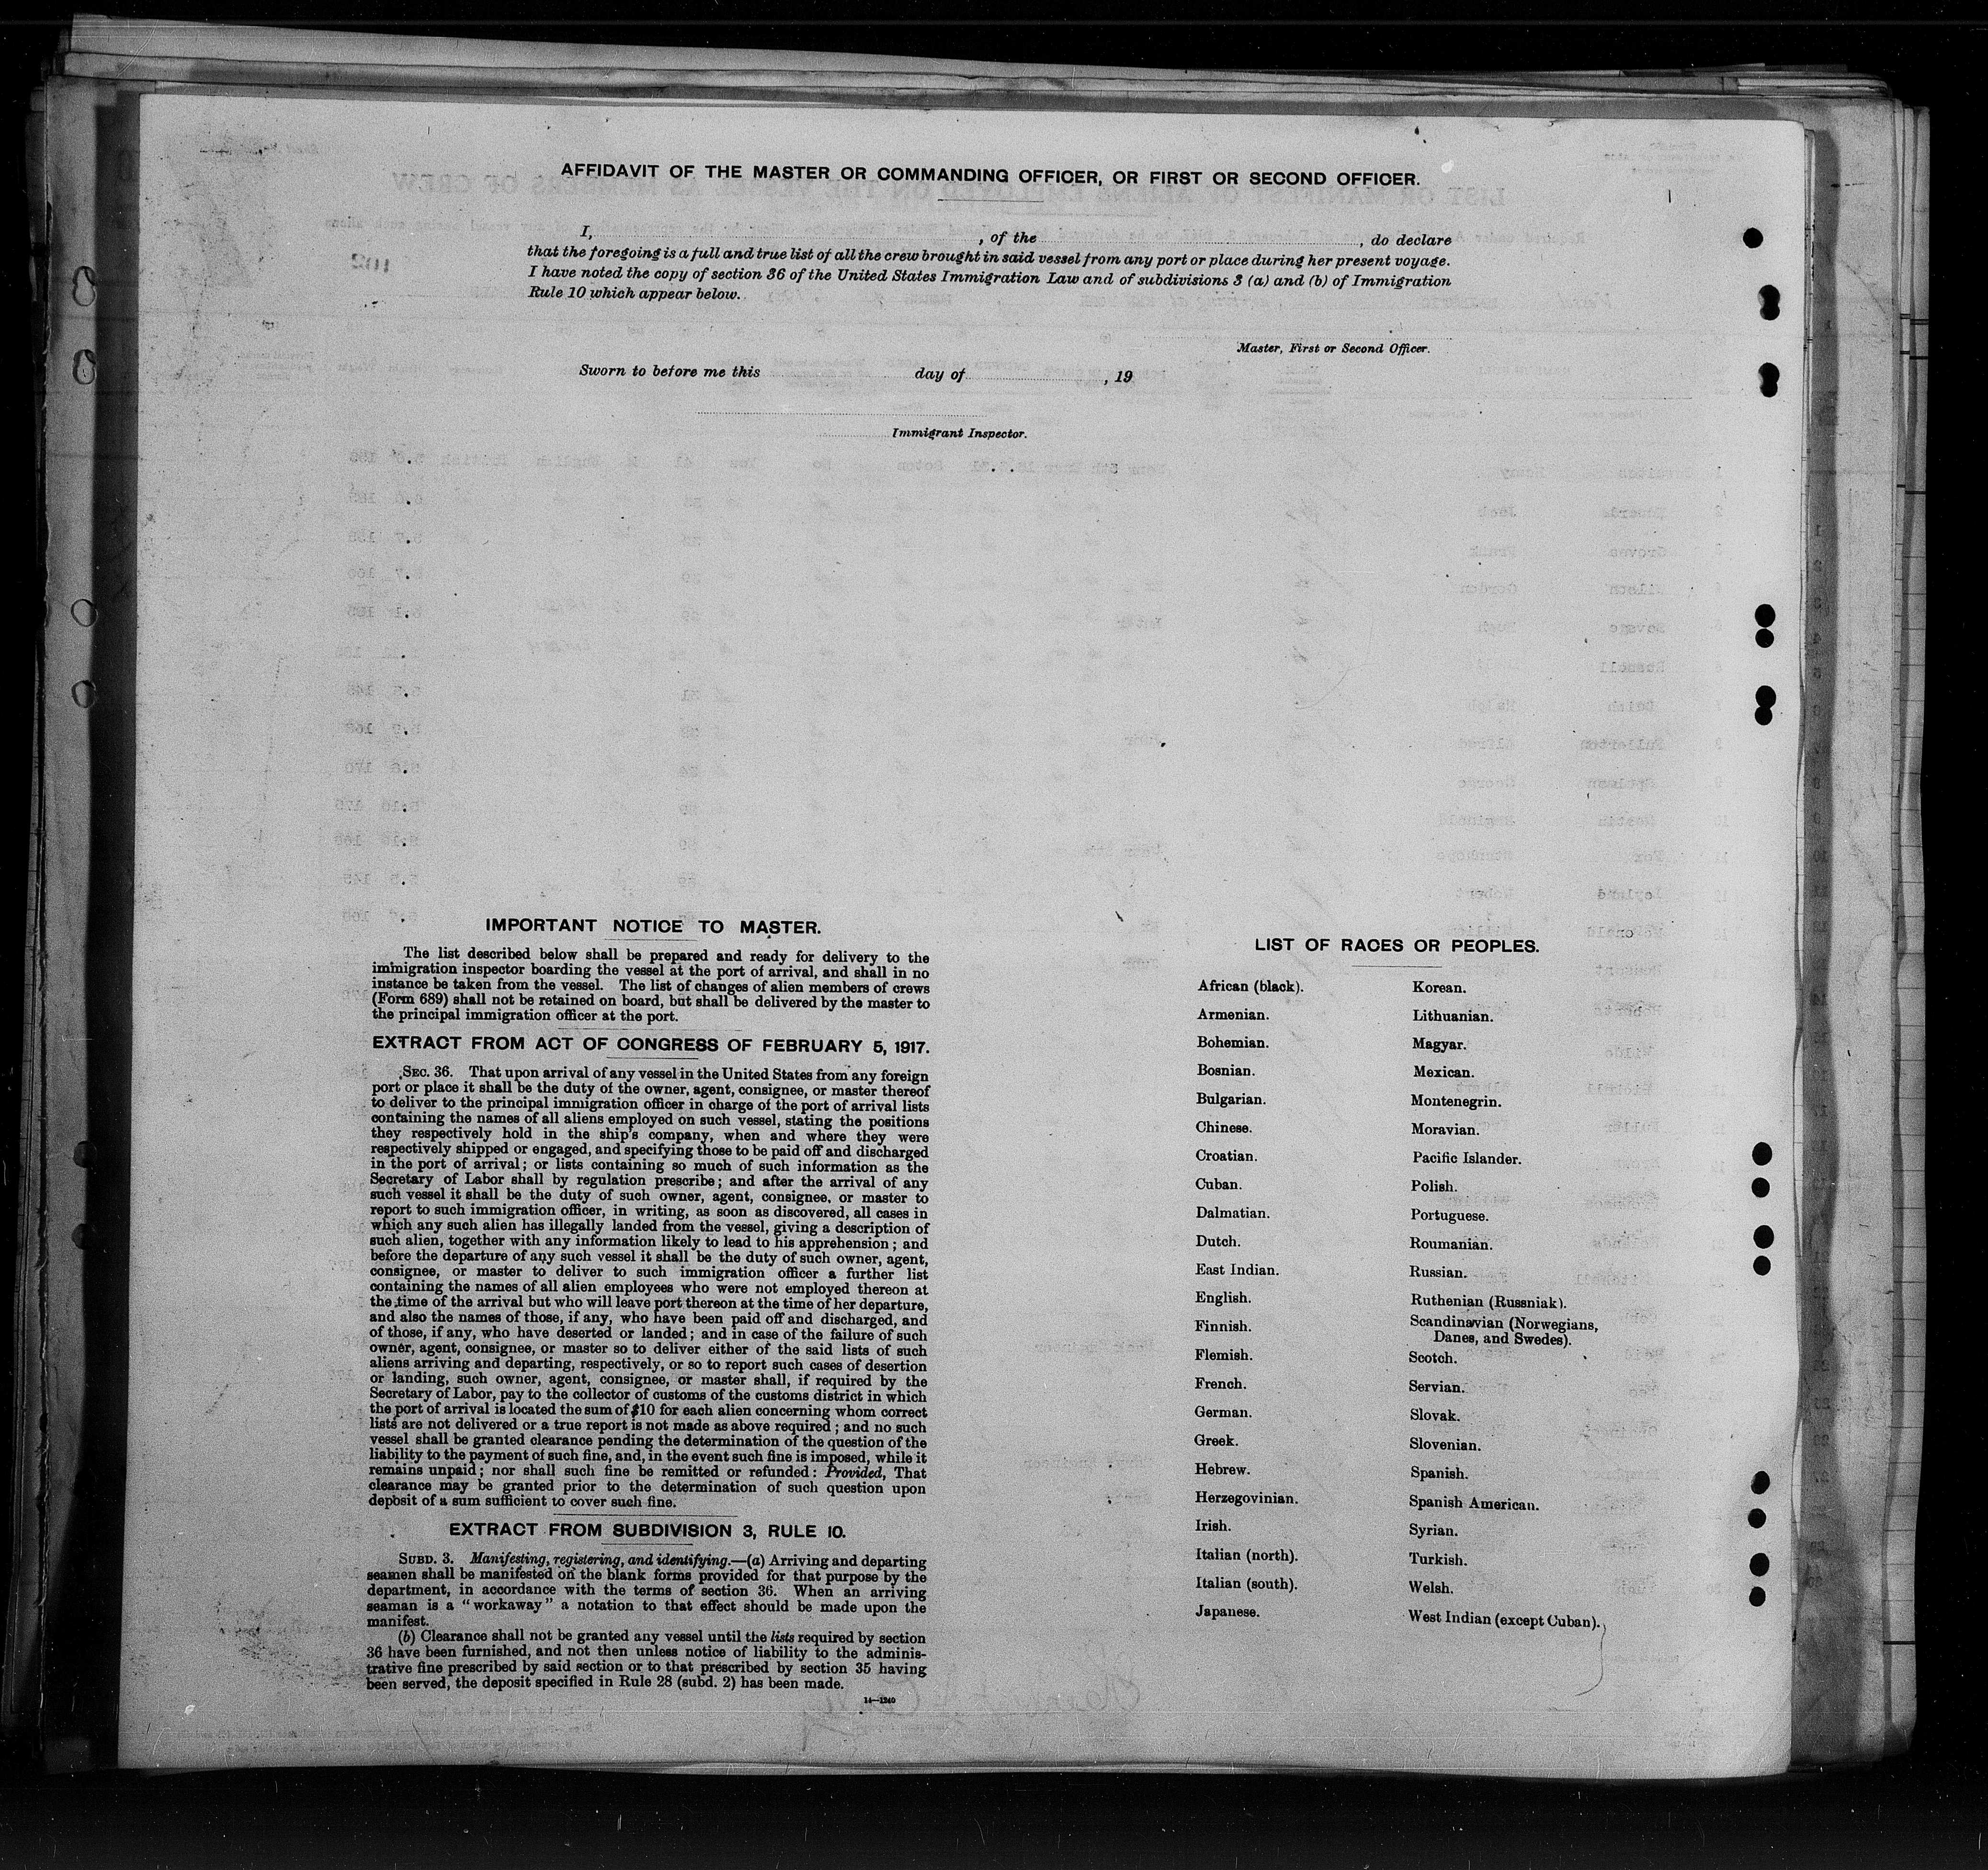 AFFIDAVIT OF THE MASTER OR COMMANDING OFFICER, OR FIRST OR SECOND OFFICER.
I, , of the , do declare
that the foregoing is a full and true list of all the crew brought in said vessel from any port or place during her present voyage.
I have noted the copy of section 36 of the United States Immigration Law and of subdivisions 3 (a) and (b) of Immigration
Rule 10 which appear below.
Master, First or Second Officer.
Sworn to before me this day of , 19
Immigrant Inspector.
IMPORTANT NOTICE TO MASTER.
The list described below shall be prepared and ready for delivery to the
immigration inspector boarding the vessel at the port of arrival, and shall in no
instance be taken from the vessel. The list of changes of alien members of crews
(Form 689) shall not be retained on board, but shall be delivered by the master to
the principal immigration officer at the port.
EXTRACT FROM ACT OF CONGRESS OF FEBRUARY 5, 1917.
SEC. 36. That upon arrival of any vessel in the United States from any foreign
port or place it shall be the duty of the owner, agent, consignee, or master thereof
to deliver to the principal immigration officer in charge of the port of arrival lists
containing the names of all aliens employed on such vessel, stating the positions
they respectively hold in the ship's company, when and where they were
respectively shipped or engaged, and specifying those to be paid off and discharged
in the port of arrival; or lists containing so much of such information as the
Secretary of Labor shall by regulation prescribe; and after the arrival of any
such vessel it shall be the duty of such owner, agent, consignee, or master to
report to such immigration officer, in writing, as soon as discovered, all cases in
which any such alien has illegally landed from the vessel, giving a description of
such alien, together with any information likely to lead to his apprehension; and
before the departure of any such vessel it shall be the duty of such owner, agent,
consignee, or master to deliver to such immigration officer a further list
containing the names of all alien employees who were not employed thereon at
the time of the arrival but who will leave port thereon at the time of her departure,
and also the names of those, if any, who have been paid off and discharged, and
of those, if any, who have deserted or landed; and in case of the failure of such
owner, agent, consignee, or master so to deliver either of the said lists of such
aliens arriving and departing, respectively, or so to report such cases of desertion
or landing, such owner, agent, consignee, or master shall, if required by the
Secretary of Labor, pay to the collector of customs of the customs district in which
the port of arrival is located the sum of $10 for each alien concerning whom correct
lists are not delivered or a true report is not made as above required; and no such
vessel shall be granted clearance pending the determination of the question of the
liability to the payment of such fine, and, in the event such fine is imposed, while it
remains unpaid; nor shall such fine be remitted or refunded: Provided, That
clearance may be granted prior to the determination of such question upon
deposit of a sum sufficient to cover such fine.
EXTRACT FROM SUBDIVISION 3, RULE 10.
SUBD. 3. Manifesting, registering, and identifying.—(a) Arriving and departing
seamen shall be manifested on the blank forms provided for that purpose by the
department, in accordance with the terms of section 36. When an arriving
seaman is a "workaway" a notation to that effect should be made upon the
manifest.
(b) Clearance shall not be granted any vessel until the lists required by section
36 have been furnished, and not then unless notice of liability to the adminis-
trative fine prescribed by said section or to that prescribed by section 35 having
been served, the deposit specified in Rule 28 (subd. 2) has been made.
14—1240
LIST OF RACES OR PEOPLES.
African (black).
Armenian.
Bohemian.
Bosnian.
Bulgarian.
Chinese.
Croatian.
Cuban.
Dalmatian.
Dutch.
East Indian.
English.
Finnish.
Flemish.
French.
German.
Greek.
Hebrew.
Herzegovinian.
Irish.
Italian (north).
Italian (south).
Japanese.
Korean.
Lithuanian.
Magyar.
Mexican.
Montenegrin.
Moravian.
Pacific Islander.
Polish.
Portuguese.
Roumanian.
Russian.
Ruthenian (Russniak).
Scandinavian (Norwegians,
Danes, and Swedes).
Scotch.
Servian.
Slovak.
Slovenian.
Spanish.
Spanish American.
Syrian.
Turkish.
Welsh.
West Indian (except Cuban).